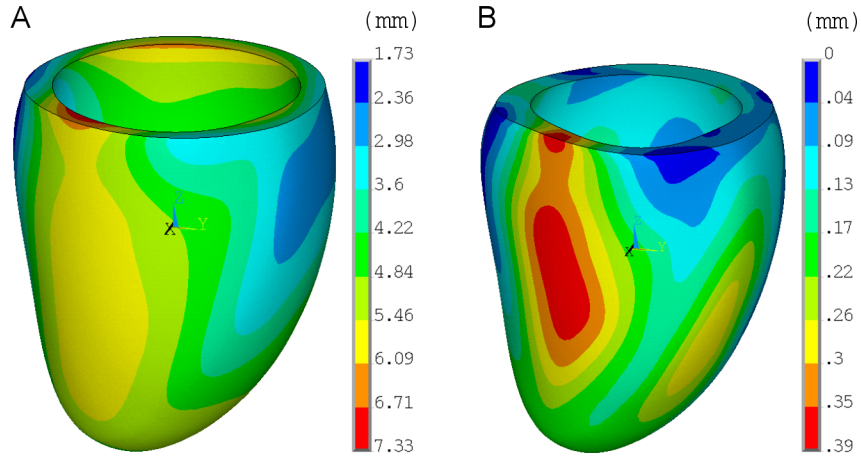 A
(mm)
1.73
2.36
2.98
3.6
4.22
4.84
5.46
6.09
6.71
7.33
Z
X
Y
B
(mm)
0
.04
.09
.13
.17
.22
.26
.3
.35
.39
Z
X
Y